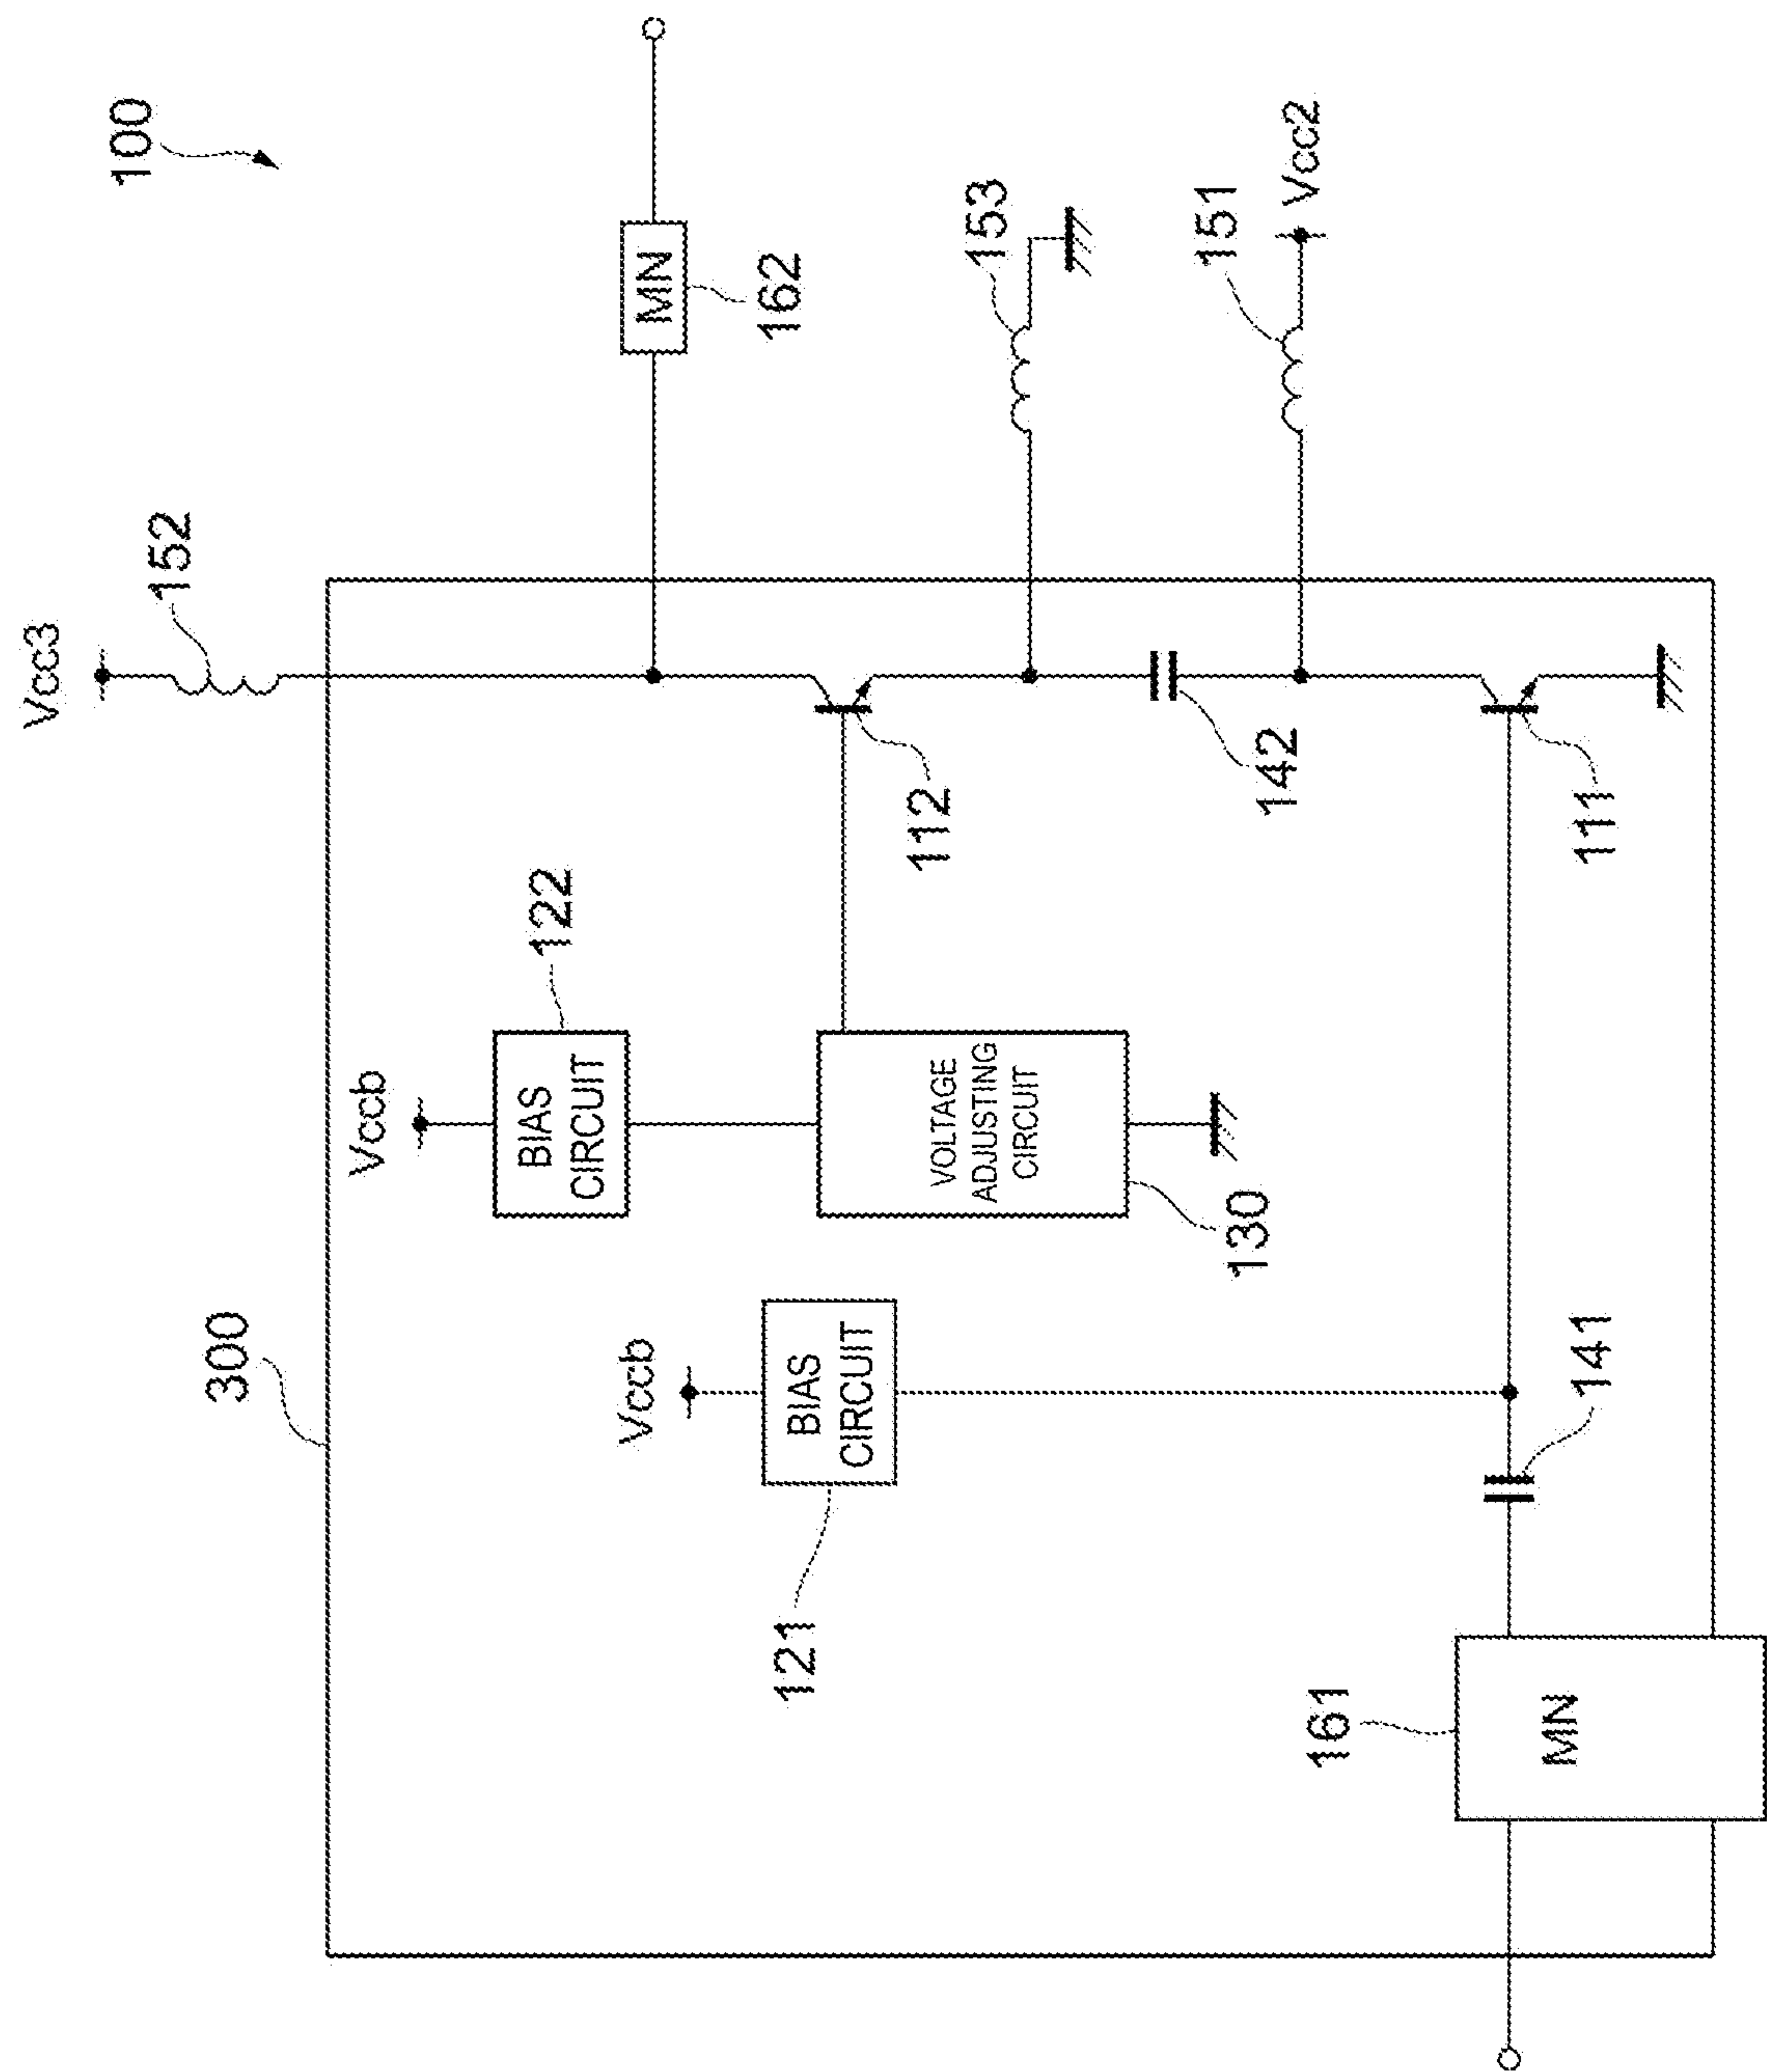 100
Vcc3
152
MN
162
153
151
Vcc2
300
Vccb
BIAS
CIRCUIT
122
112
142
Vccb
BIAS
CIRCUIT
121
VOLTAGE
ADJUSTING
CIRCUIT
130
111
141
161
MN